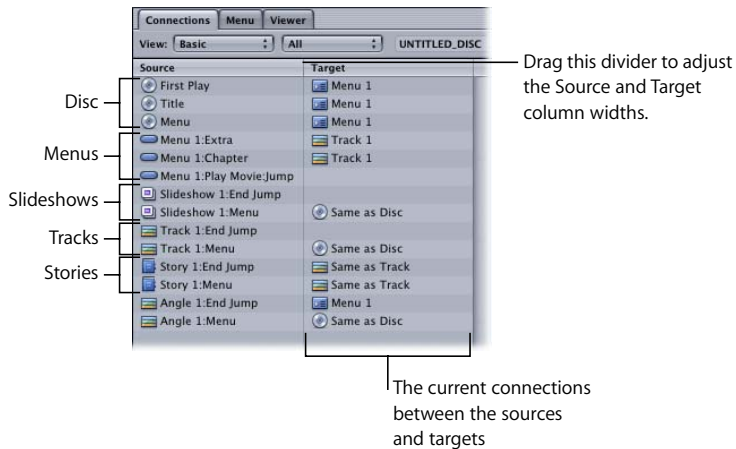 Connections Menu Viewer
View: Basic All UNTITLED_DISC
Source Target
First Play Menu 1
Title Menu 1
Menu Menu 1
Menu 1:Extra Track 1
Menu 1:Chapter Track 1
Menu 1:Play Movie:Jump
Slideshow 1:End Jump
Slideshow 1:Menu Same as Disc
Track 1:End Jump
Track 1:Menu Same as Disc
Story 1:End Jump Same as Track
Story 1:Menu Same as Track
Angle 1:End Jump Menu 1
Angle 1:Menu Same as Disc
Disc
Menus
Slideshows
Tracks
Stories
Drag this divider to adjust
the Source and Target
column widths.
The current connections
between the sources
and targets